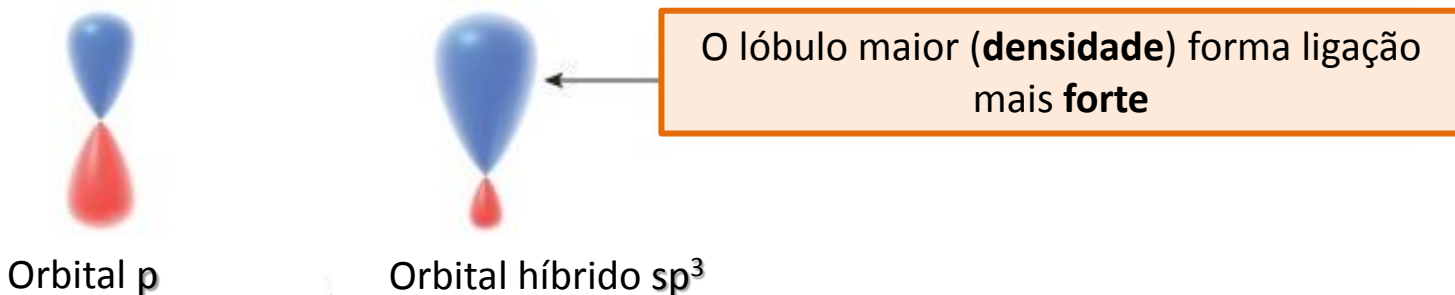 O lóbulo maior (densidade) forma ligação
mais forte
Orbital p
Orbital híbrido sp³